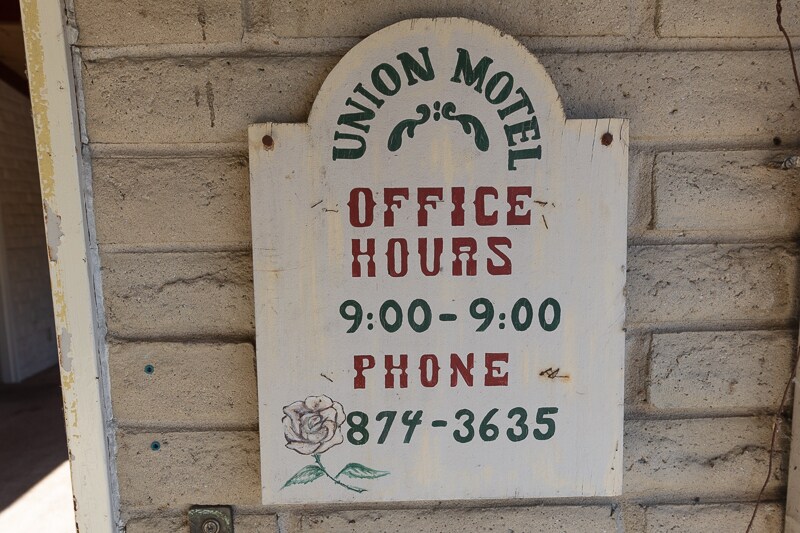 UNION MOTEL
OFFICE
HOURS
9:00-9:00
PHONE
874-3635